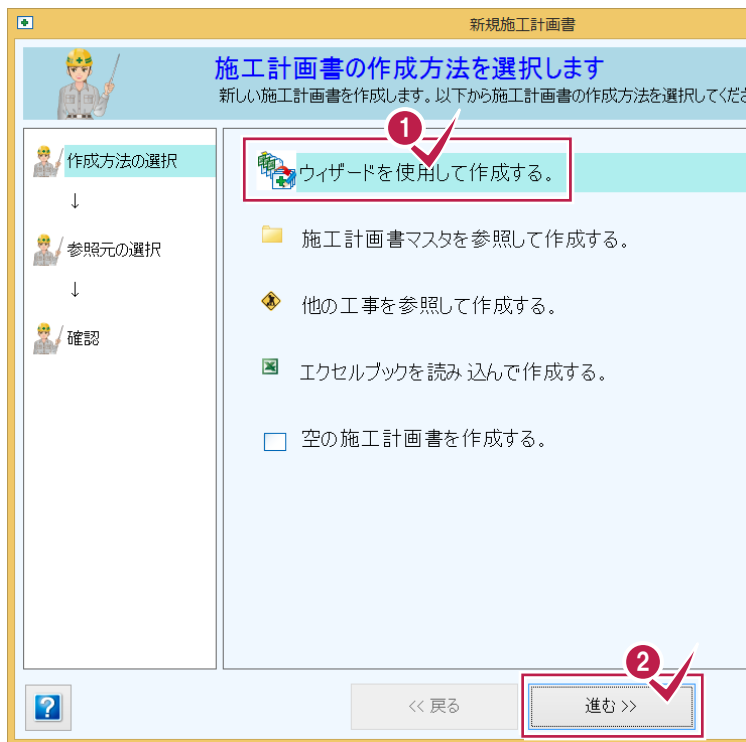 新規施工計画書
施工計画書の作成方法を選択します
新しい施工計画書を作成します。以下から施工計画書の作成方法を選択してくださ
作成方法の選択
↓
参照元の選択
↓
確認
1
ウィザードを使用して作成する。
施工計画書マスタを参照して作成する。
他の工事を参照して作成する。
エクセルブックを読み込んで作成する。
空の施工計画書を作成する。
2
?
<< 戻る
進む >>